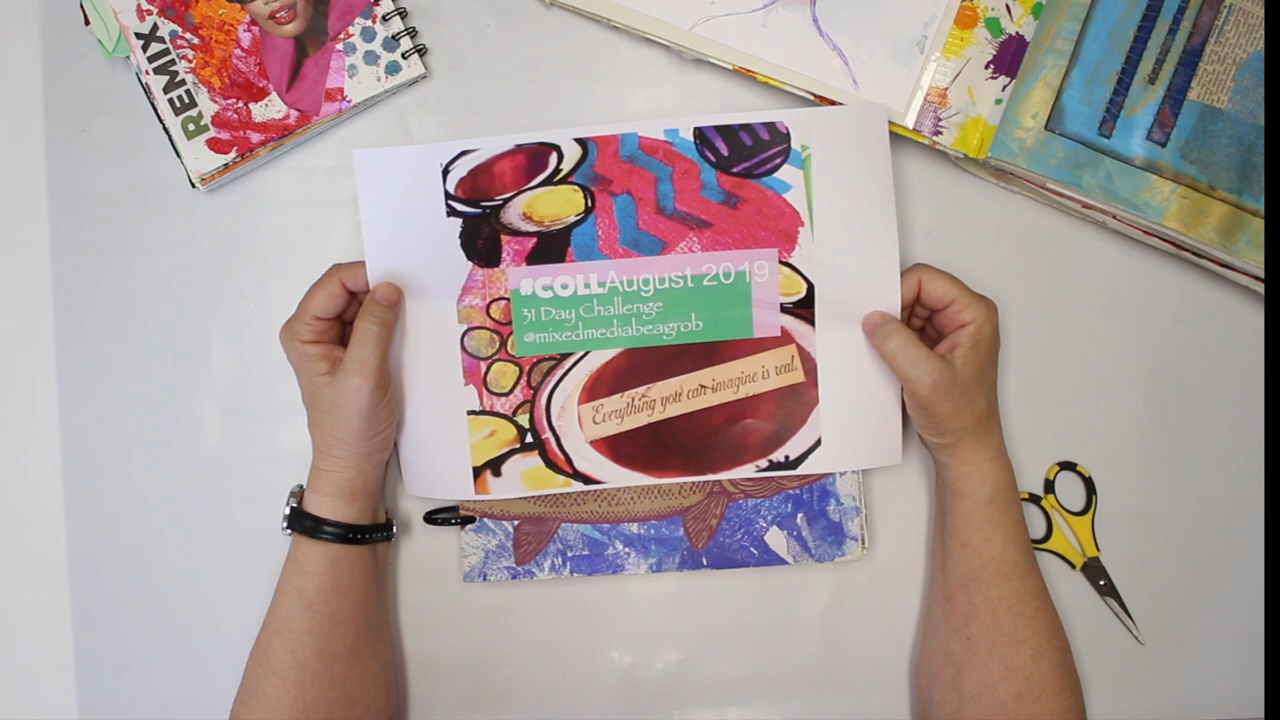 REMIX
#COLLAugust 2019
31 Day Challenge
@mixedmediabeagrob
Everything you can imagine is real.